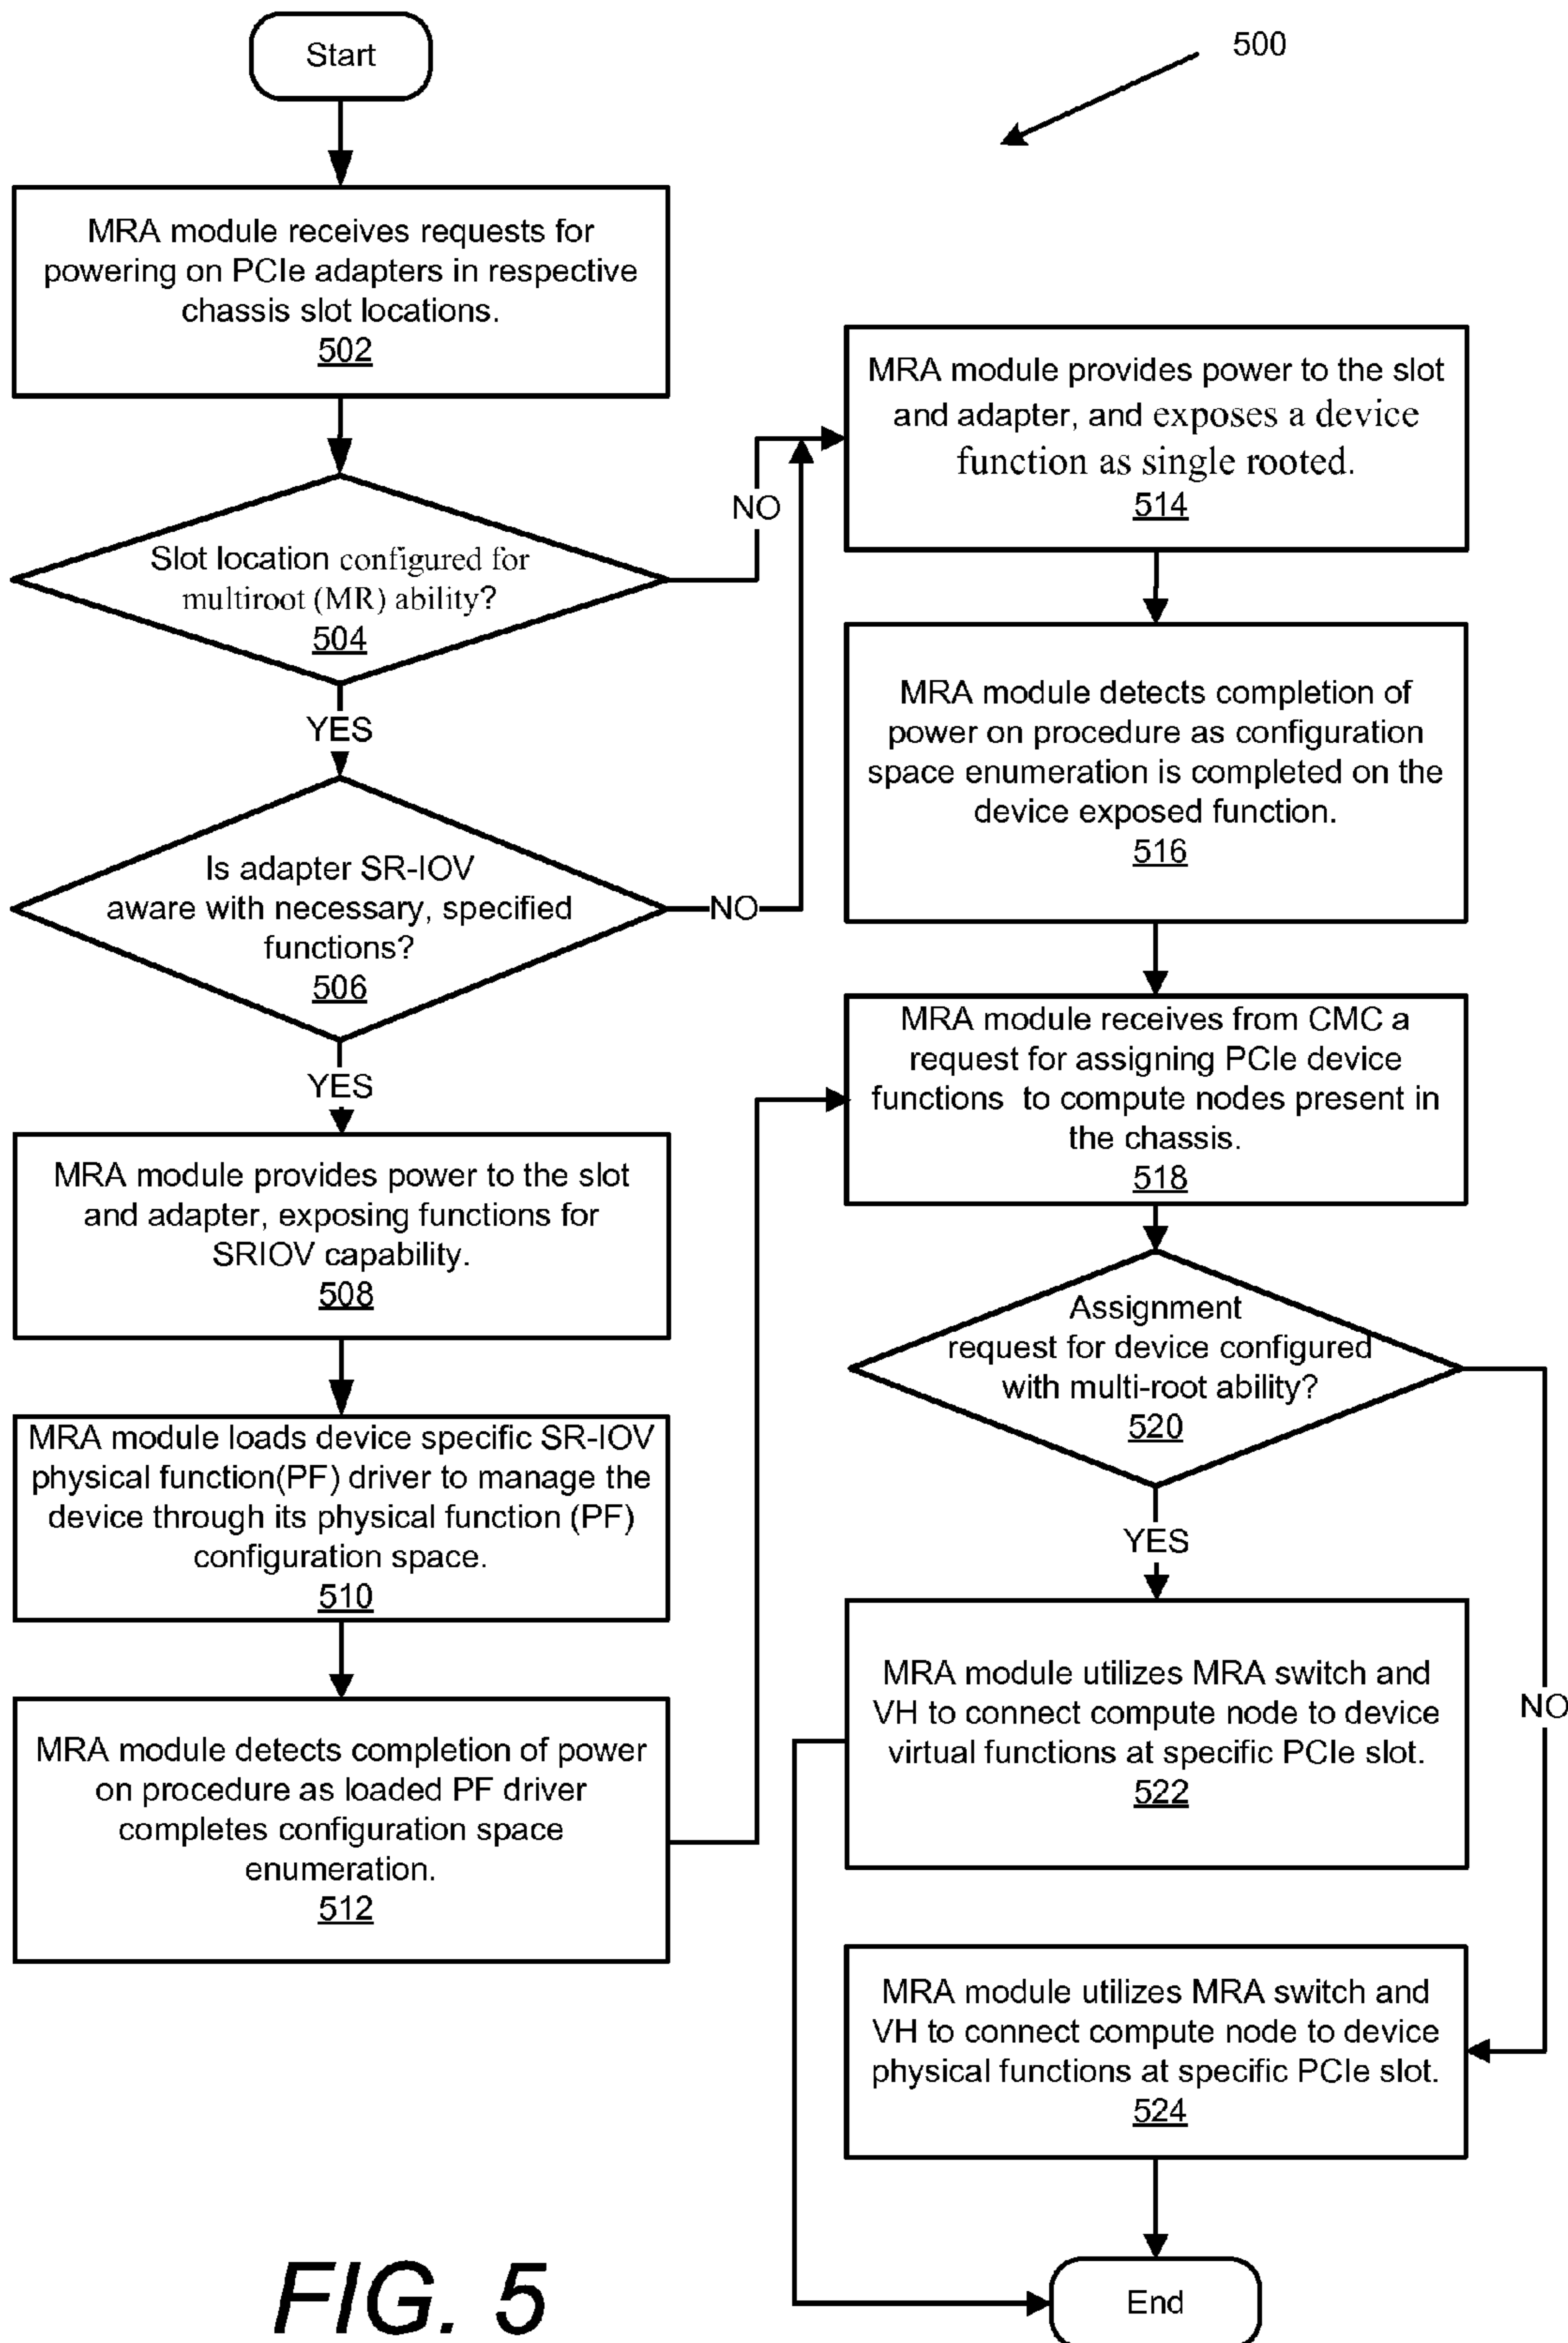 Start
500
MRA module receives requests for
powering on PCIe adapters in respective
chassis slot locations.
502
Slot location configured for
multiroot (MR) ability?
504
NO
YES
Is adapter SR-IOV
aware with necessary, specified
functions?
506
NO
YES
MRA module provides power to the slot
and adapter, exposing functions for
SRIOV capability.
508
MRA module loads device specific SR-IOV
physical function(PF) driver to manage the
device through its physical function (PF)
configuration space.
510
MRA module detects completion of power
on procedure as loaded PF driver
completes configuration space
enumeration.
512
MRA module provides power to the slot
and adapter, and exposes a device
function as single rooted.
514
MRA module detects completion of
power on procedure as configuration
space enumeration is completed on the
device exposed function.
516
MRA module receives from CMC a
request for assigning PCIe device
functions  to compute nodes present in
the chassis.
518
Assignment
request for device configured
with multi-root ability?
520
YES
NO
MRA module utilizes MRA switch and
VH to connect compute node to device
virtual functions at specific PCIe slot.
522
MRA module utilizes MRA switch and
VH to connect compute node to device
physical functions at specific PCIe slot.
524
End
FIG. 5